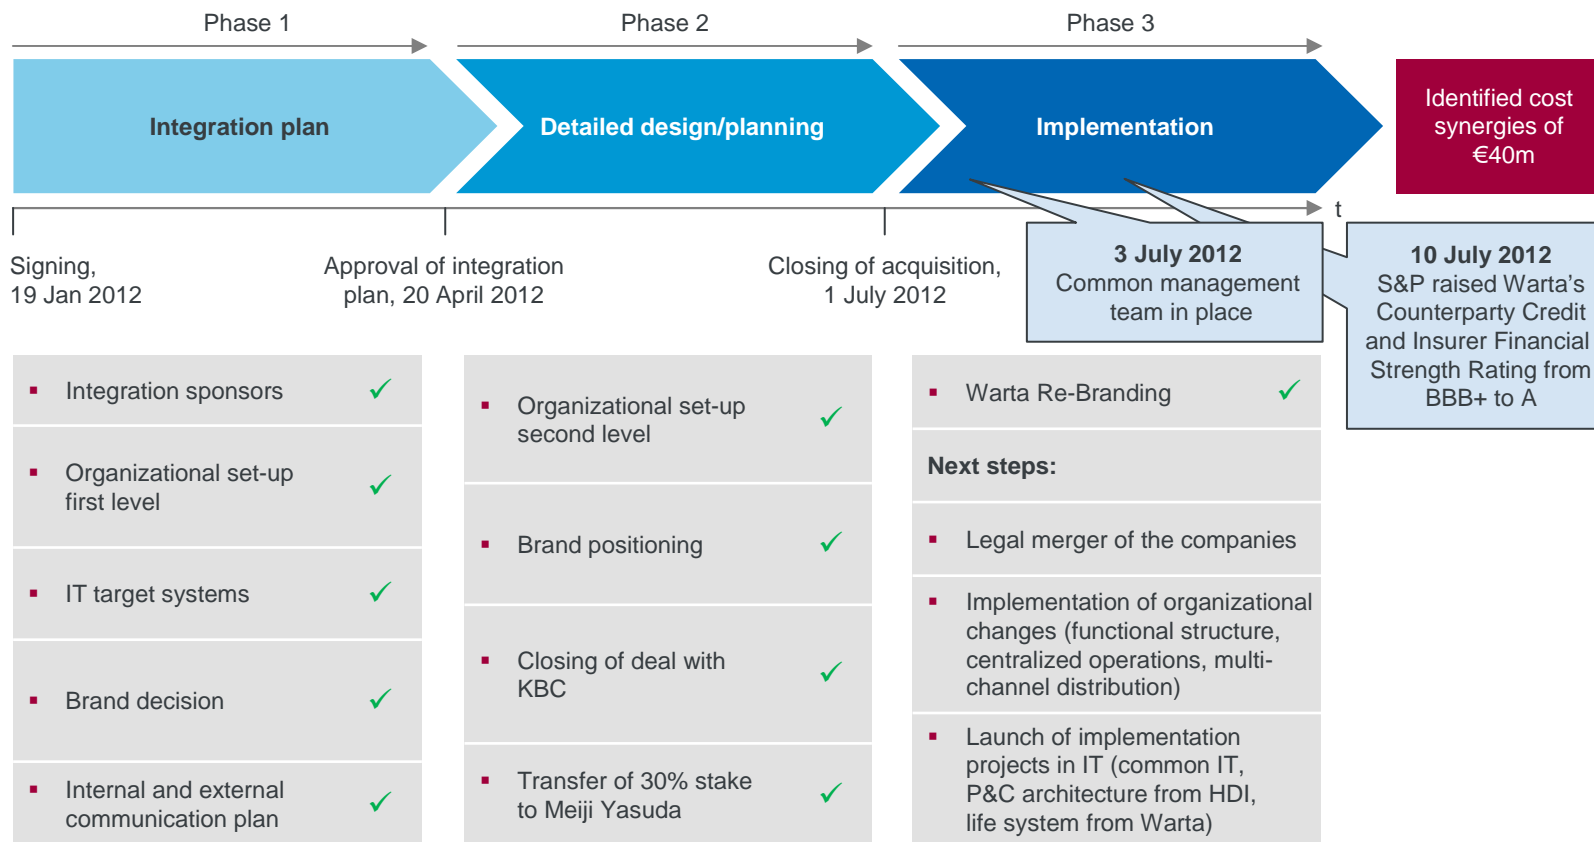 Phase 1
Phase 2
Phase 3
Integration plan
Detailed design/planning
Implementation
Identified cost
synergies of
€40m
t
Signing,
19 Jan 2012
Approval of integration
plan, 20 April 2012
Closing of acquisition,
1 July 2012
3 July 2012
Common management
team in place
10 July 2012
S&P raised Warta's
Counterparty Credit
and Insurer Financial
Strength Rating from
BBB+ to A
▪ Integration sponsors ✓
▪ Organizational set-up
first level ✓
▪ IT target systems ✓
▪ Brand decision ✓
▪ Internal and external
communication plan ✓
▪ Organizational set-up
second level ✓
▪ Brand positioning ✓
▪ Closing of deal with
KBC ✓
▪ Transfer of 30% stake
to Meiji Yasuda ✓
▪ Warta Re-Branding ✓
Next steps:
▪ Legal merger of the companies
▪ Implementation of organizational
changes (functional structure,
centralized operations, multi-
channel distribution)
▪ Launch of implementation
projects in IT (common IT,
P&C architecture from HDI,
life system from Warta)